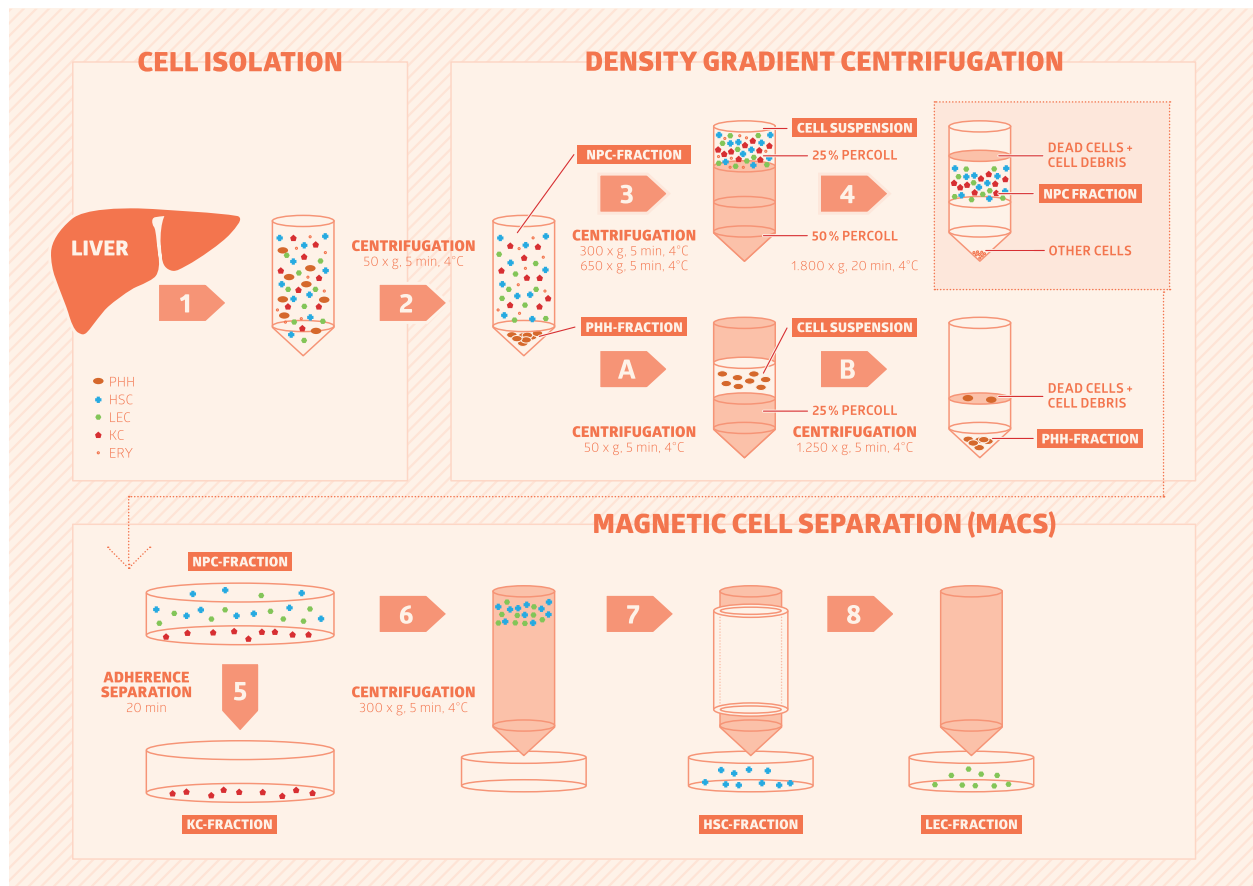 CELL ISOLATION
LIVER
1
CENTRIFUGATION
50 x g, 5 min, 4°C
2
PHH
HSC
LEC
KC
ERY
DENSITY GRADIENT CENTRIFUGATION
NPC-FRACTION
3
CENTRIFUGATION
300 x g, 5 min, 4°C
650 x g, 5 min, 4°C
CELL SUSPENSION
25% PERCOLL
4
50% PERCOLL
1.800 x g, 20 min, 4°C
DEAD CELLS +
CELL DEBRIS
NPC FRACTION
OTHER CELLS
PHH-FRACTION
A
CENTRIFUGATION
50 x g, 5 min, 4°C
CELL SUSPENSION
B
25% PERCOLL
CENTRIFUGATION
1.250 x g, 5 min, 4°C
DEAD CELLS +
CELL DEBRIS
PHH-FRACTION
MAGNETIC CELL SEPARATION (MACS)
NPC-FRACTION
ADHERENCE
SEPARATION
20 min
5
KC-FRACTION
6
CENTRIFUGATION
300 x g, 5 min, 4°C
7
HSC-FRACTION
8
LEC-FRACTION